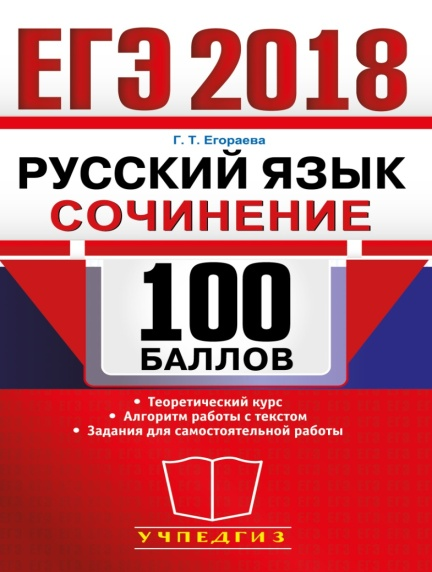 ЕГЭ 2018
Г. Т. Егораева
РУССКИЙ ЯЗЫК
СОЧИНЕНИЕ
100
БАЛЛОВ
• Теоретический курс
• Алгоритм работы с текстом
• Задания для самостоятельной работы
УЧПЕДГИЗ